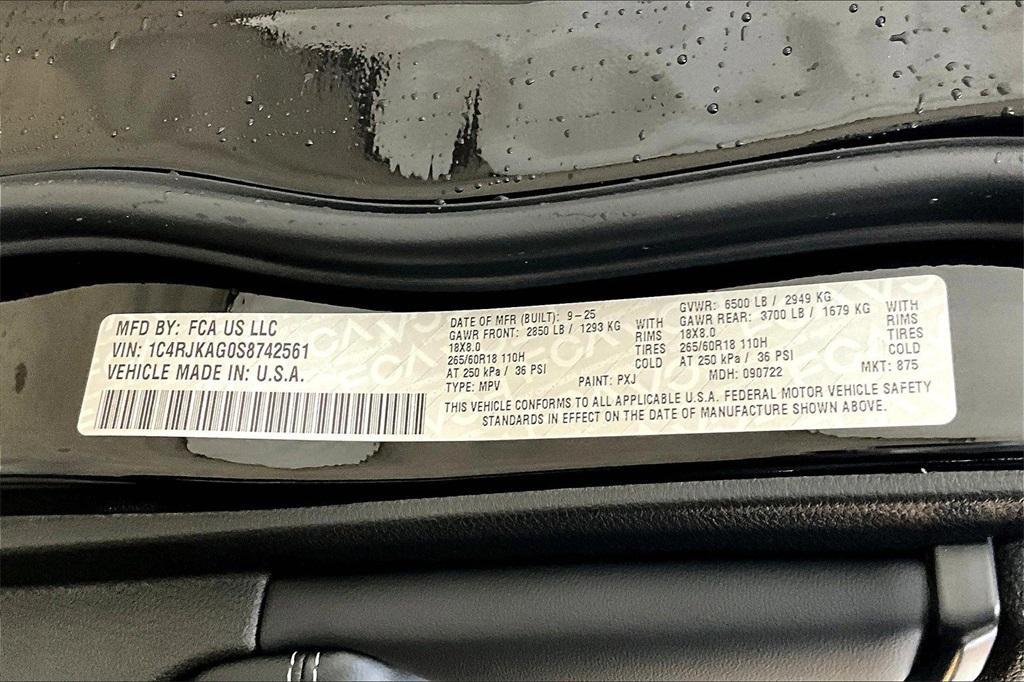 MFD BY: FCA US LLC
VIN: 1C4RJKAG0S8742561
VEHICLE MADE IN: U.S.A.
DATE OF MFR (BUILT): 9-25
GAWR FRONT: 2850 LB / 1293 KG
18X8.0
265/60R18 110H
AT 250 kPa / 36 PSI
TYPE: MPV
WITH
RIMS
TIRES
COLD
PAINT: PXJ
GVWR: 6500 LB / 2949 KG
GAWR REAR: 3700 LB / 1679 KG
18X8.0
265/60R18 110H
AT 250 kPa / 36 PSI
MDH: 090722
WITH
RIMS
TIRES
COLD
MKT: 875
THIS VEHICLE CONFORMS TO ALL APPLICABLE U.S.A. FEDERAL MOTOR VEHICLE SAFETY
STANDARDS IN EFFECT ON THE DATE OF MANUFACTURE SHOWN ABOVE.